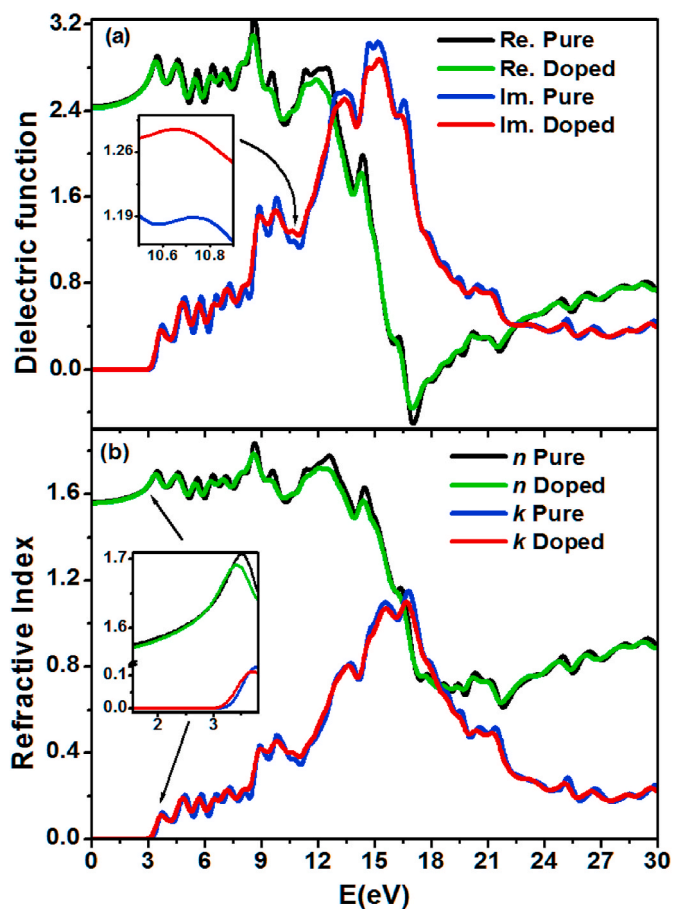 (a)
Re. Pure
Re. Doped
Im. Pure
Im. Doped
3.2
2.4
1.6
0.8
0.0
Dielectric function
1.26
1.19
10.6 10.8
(b)
n Pure
n Doped
k Pure
k Doped
1.6
1.2
0.8
0.4
0.0
Refractive Index
1.7
1.6
0.1
0.0
2 3
0 3 6 9 12 15 18 21 24 27 30
E(eV)